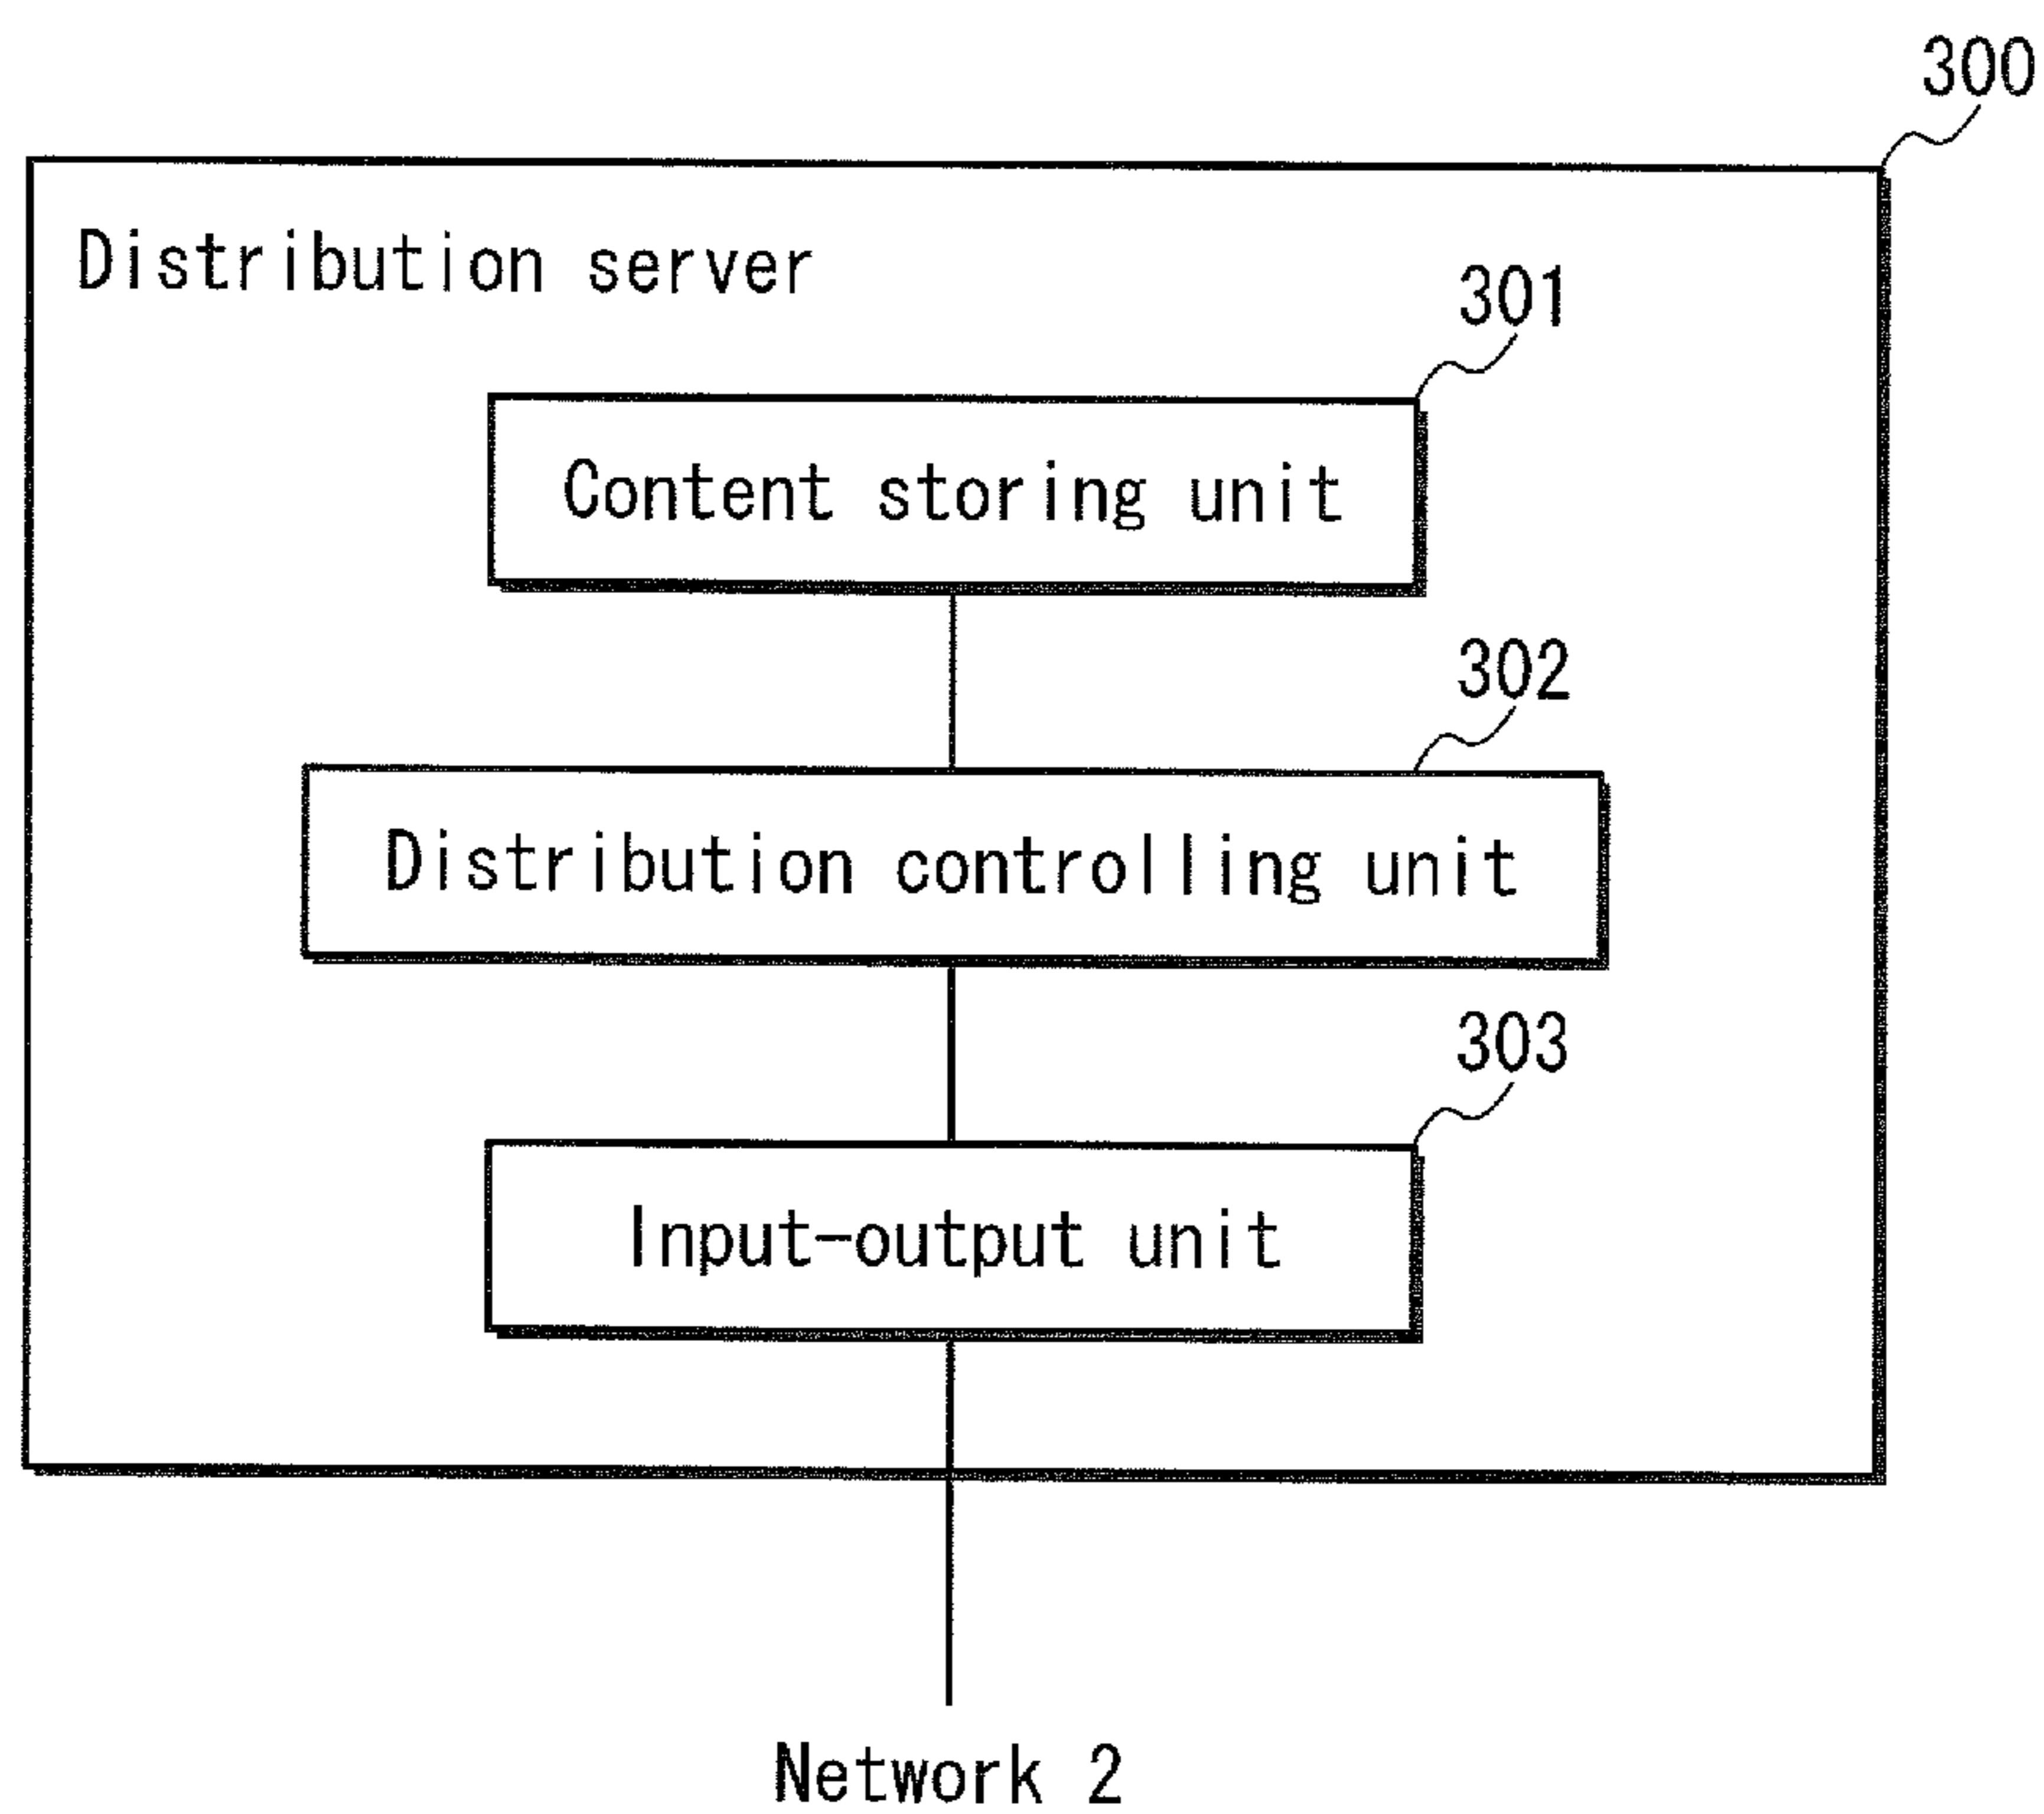 300
Distribution server
301
Content storing unit
302
Distribution controlling unit
303
Input-output unit
Network 2